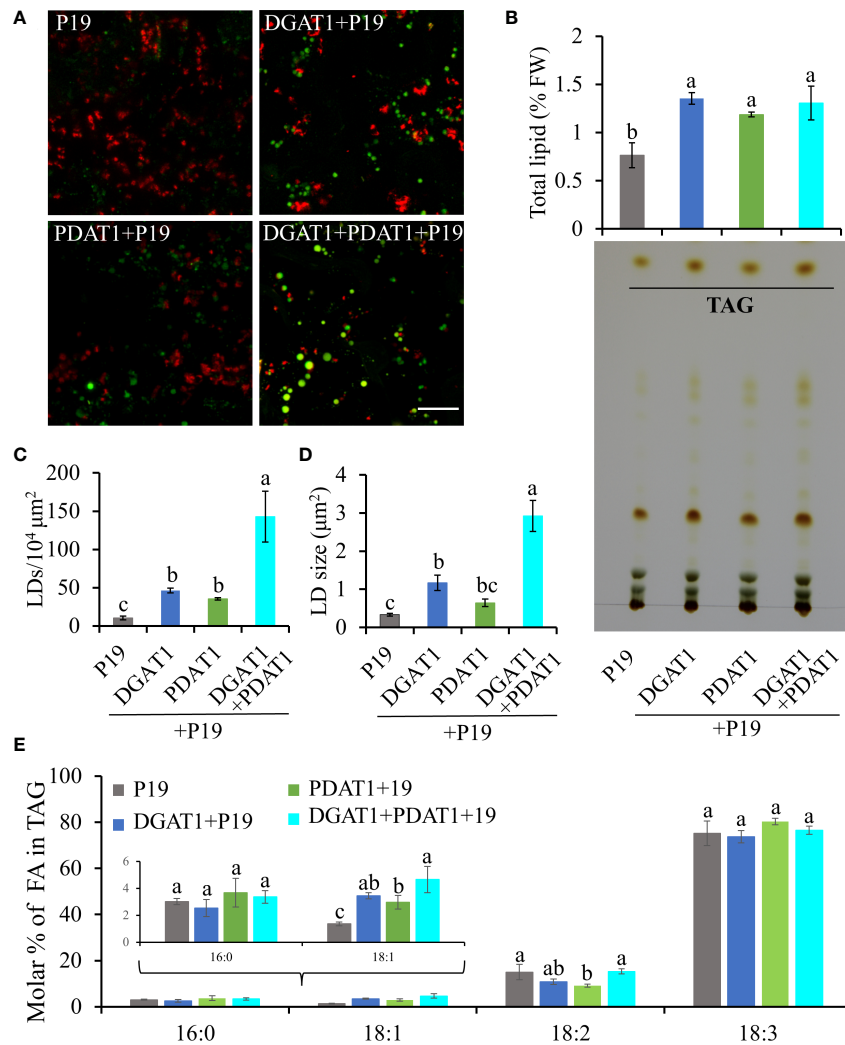 A
P19
DGAT1+P19
PDAT1+P19
DGAT1+PDAT1+P19
B
Total lipid (% FW)
2
1.5
1
0.5
0
b
a
a
a
TAG
P19
DGAT1
PDAT1
DGAT1
+PDAT1
+P19
C
LDs/10⁴ µm²
200
150
100
50
0
c
b
b
a
P19
DGAT1
PDAT1
DGAT1
+PDAT1
+P19
D
LD size (µm²)
4
3
2
1
0
c
b
bc
a
P19
DGAT1
PDAT1
DGAT1
+PDAT1
+P19
E
Molar % of FA in TAG
100
80
60
40
20
0
P19
PDAT1+19
DGAT1+P19
DGAT1+PDAT1+19
6
4
2
0
a
a
a
a
c
ab
b
a
16:0
18:1
a
ab
b
a
a
a
a
a
16:0
18:1
18:2
18:3